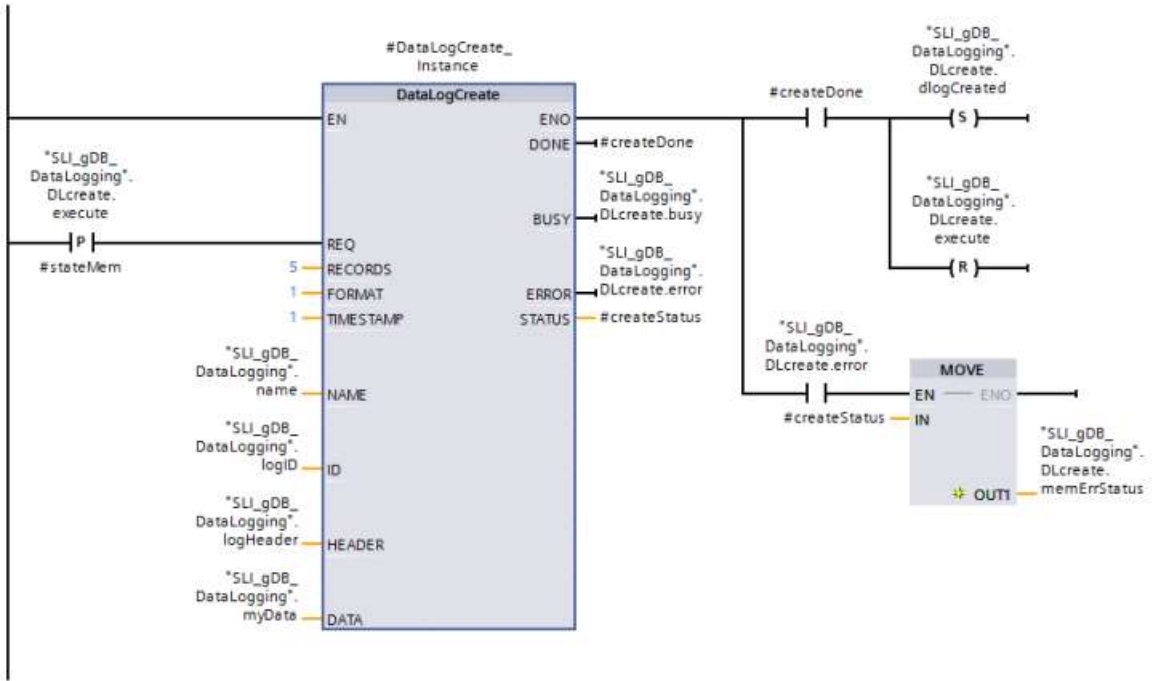 #DataLogCreate_
Instance
DataLogCreate
EN
ENO
DONE
#createDone
"SLI_gDB_
DataLogging".
DLcreate.
execute
P
#stateMem
REQ
"SLI_gDB_
DataLogging".
DLcreate.busy
BUSY
5
RECORDS
1
FORMAT
1
TIMESTAMP
"SLI_gDB_
DataLogging".
DLcreate.error
ERROR
STATUS
#createStatus
"SLI_gDB_
DataLogging".
name
NAME
"SLI_gDB_
DataLogging".
logID
ID
"SLI_gDB_
DataLogging".
logHeader
HEADER
"SLI_gDB_
DataLogging".
myData
DATA
#createDone
"SLI_gDB_
DataLogging".
DLcreate.
dlogCreated
S
"SLI_gDB_
DataLogging".
DLcreate.
execute
R
"SLI_gDB_
DataLogging".
DLcreate.error
MOVE
EN
ENO
#createStatus
IN
OUT1
"SLI_gDB_
DataLogging".
DLcreate.
memErrStatus